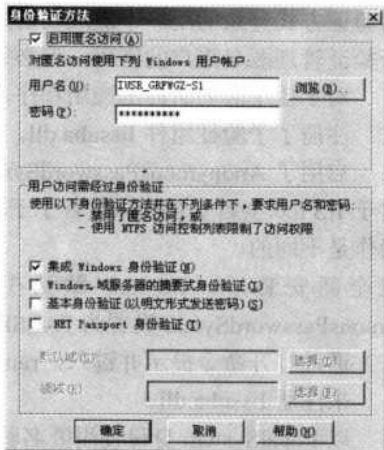 身份验证方法
启用匿名访问(A)
对匿名访问使用下列 Windows 用户帐户:
用户名(U): IUSR_GRFWGZ-S1 浏览(B)...
密码(P): **********
用户访问需经过身份验证
使用以下身份验证方法并在下列条件下，要求用户名和密码:
- 禁用了匿名访问，或
- 使用 NTFS 访问控制列表限制了访问权限
集成 Windows 身份验证(N)
Windows 域服务器的摘要式身份验证(I)
基本身份验证(以明文形式发送密码)(S)
.NET Passport 身份验证(T)
默认域(D): 选择(L)
领域(R): 选择(E)
确定 取消 帮助(H)